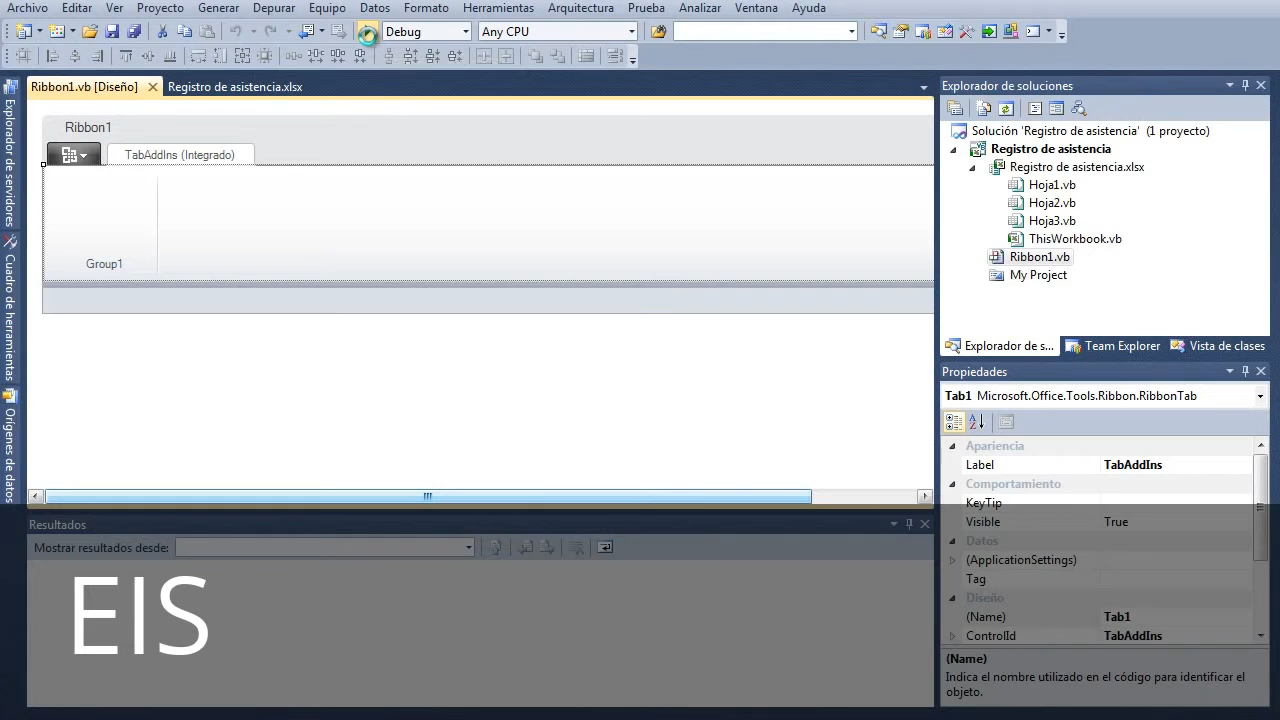 Archivo Editar Ver Proyecto Generar Depurar Equipo Datos Formato Herramientas Arquitectura Prueba Analizar Ventana Ayuda
Debug Any CPU
Explorador de servidores
Cuadro de herramientas
Orígenes de datos
Ribbon1.vb [Diseño] Registro de asistencia.xlsx
Ribbon1
TabAddIns (Integrado)
Group1
Explorador de soluciones
Solución 'Registro de asistencia' (1 proyecto)
Registro de asistencia
Registro de asistencia.xlsx
Hoja1.vb
Hoja2.vb
Hoja3.vb
ThisWorkbook.vb
Ribbon1.vb
My Project
Explorador de s... Team Explorer Vista de clases
Propiedades
Tab1 Microsoft.Office.Tools.Ribbon.RibbonTab
Apariencia
Label TabAddIns
Comportamiento
KeyTip
Visible True
Datos
(ApplicationSettings)
Tag
Diseño
(Name) Tab1
ControlId TabAddIns
(Name)
Indica el nombre utilizado en el código para identificar el
objeto.
Resultados
Mostrar resultados desde:
EIS